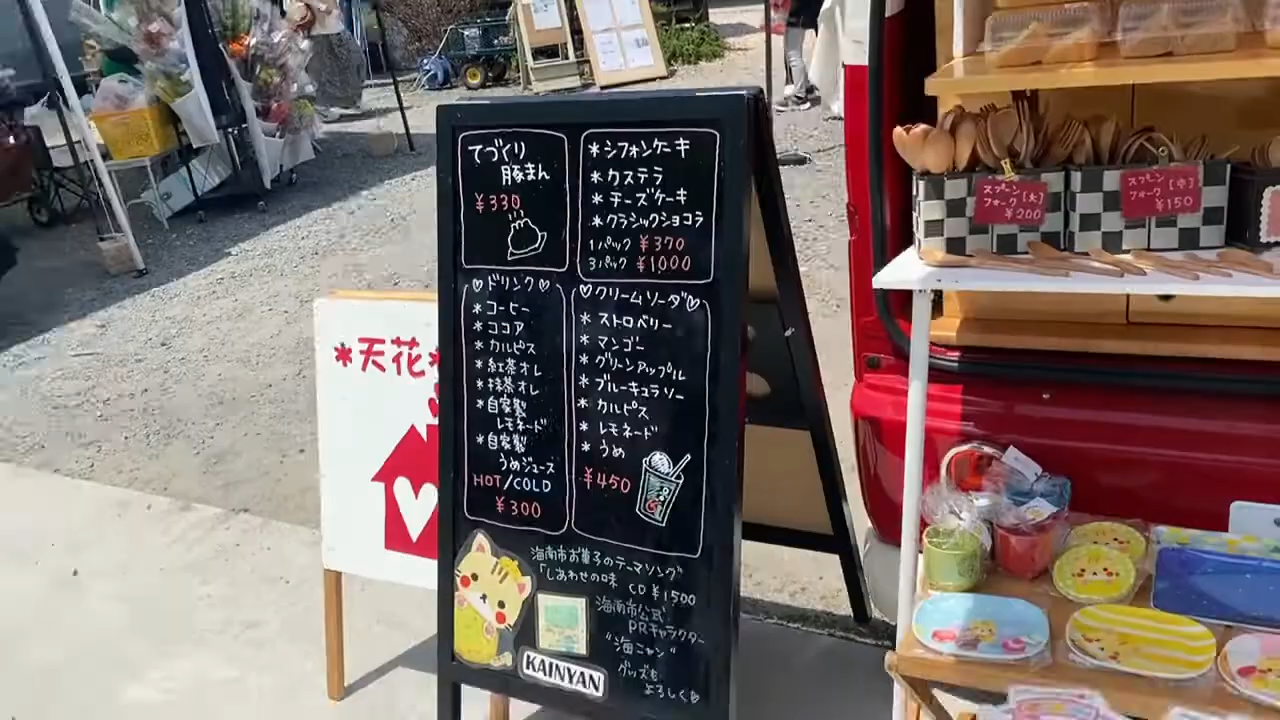 てづくり
豚まん
¥330
*シフォンケーキ
*カステラ
*チーズケーキ
*クラシックショコラ
1パック ¥370
3パック ¥1000
♡ドリンク♡
*コーヒー
*ココア
*カルピス
*紅茶オレ
*抹茶オレ
*自家製
レモネード
*自家製
うめジュース
HOT/COLD
¥300
♡クリームソーダ♡
*ストロベリー
*マンゴー
*グリーンアップル
*ブルーキュラソー
*カルピス
*レモネード
*うめ
¥450
海南市お菓子のテーマソング
「しあわせの味 CD ¥1500
海南市公式
PRキャラクター
"海ニャン"
グッズも
よろしく♡
KAINYAN
*天花*
スプーン[大]
フォーク
¥200
スプーン[中]
フォーク
¥150